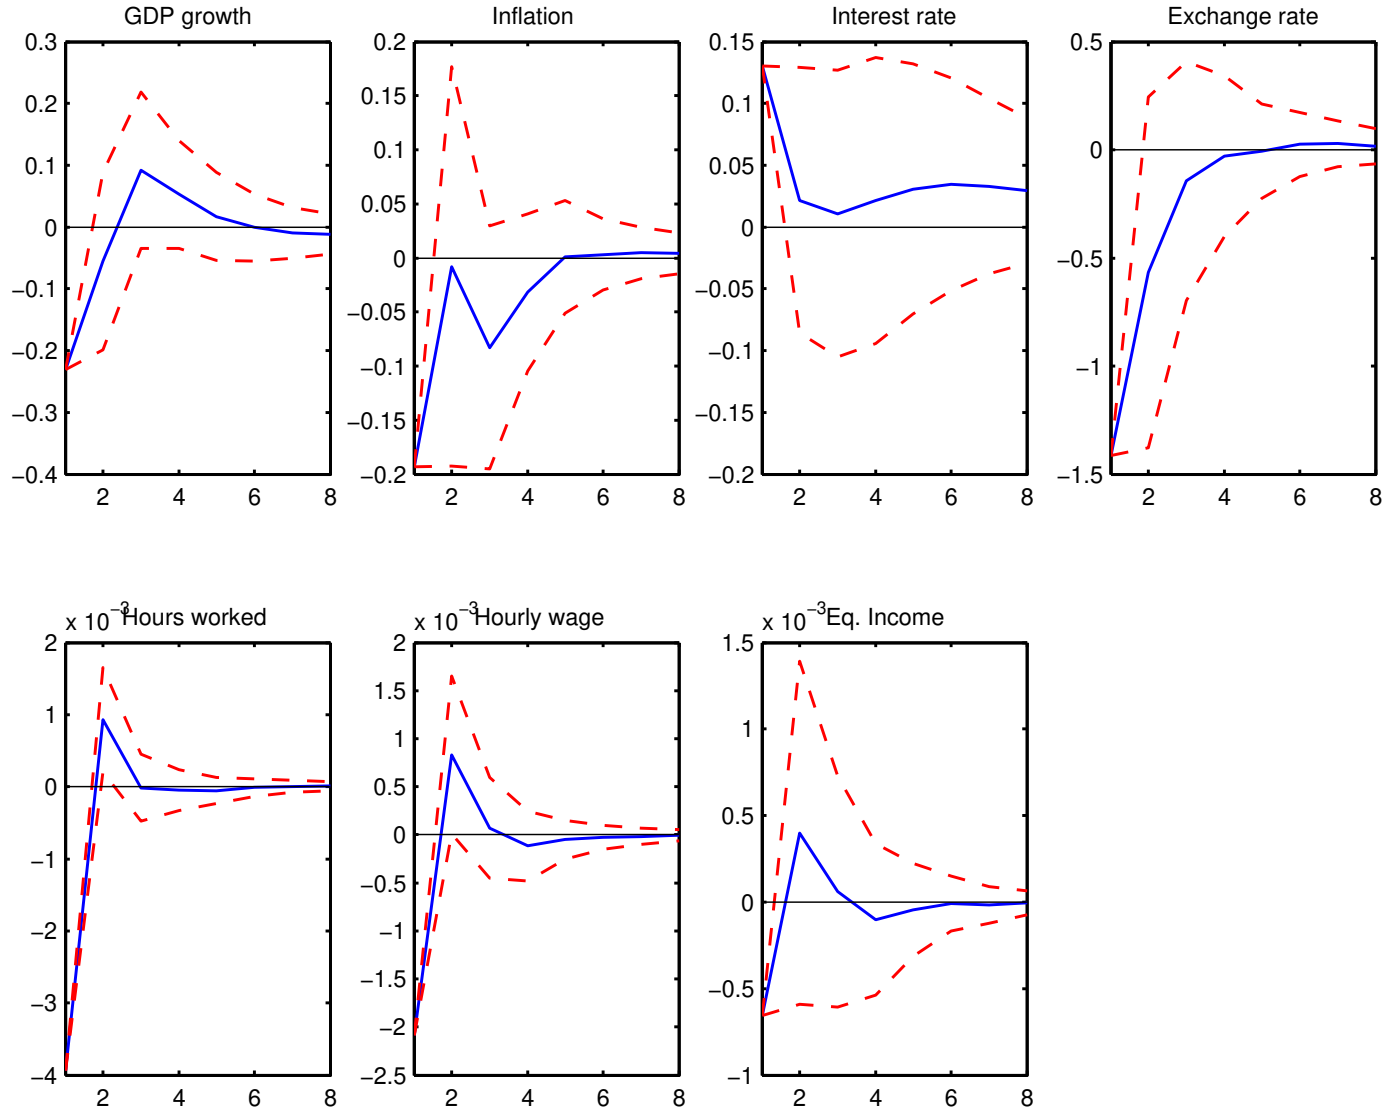 GDP growth Inflation Interest rate Exchange rate
0.3 0.2 0.15 0.5
0.2 0.15 0.1 0
0.1 0.1 0.05 −0.5
0 0.05 0 −1
−0.1 0 −0.05 −1.5
−0.2 −0.05 −0.1
−0.3 −0.1 −0.15
−0.4 −0.15 −0.2
−0.2
2 4 6 8 2 4 6 8 2 4 6 8 2 4 6 8
x 10−3 Hours worked x 10−3 Hourly wage x 10−3 Eq. Income
2 2 1.5
1 1.5 1
0 1 0.5
−1 0.5 0
−2 0 −0.5
−3 −0.5 −1
−4 −1
−1.5
−2
−2.5
2 4 6 8 2 4 6 8 2 4 6 8